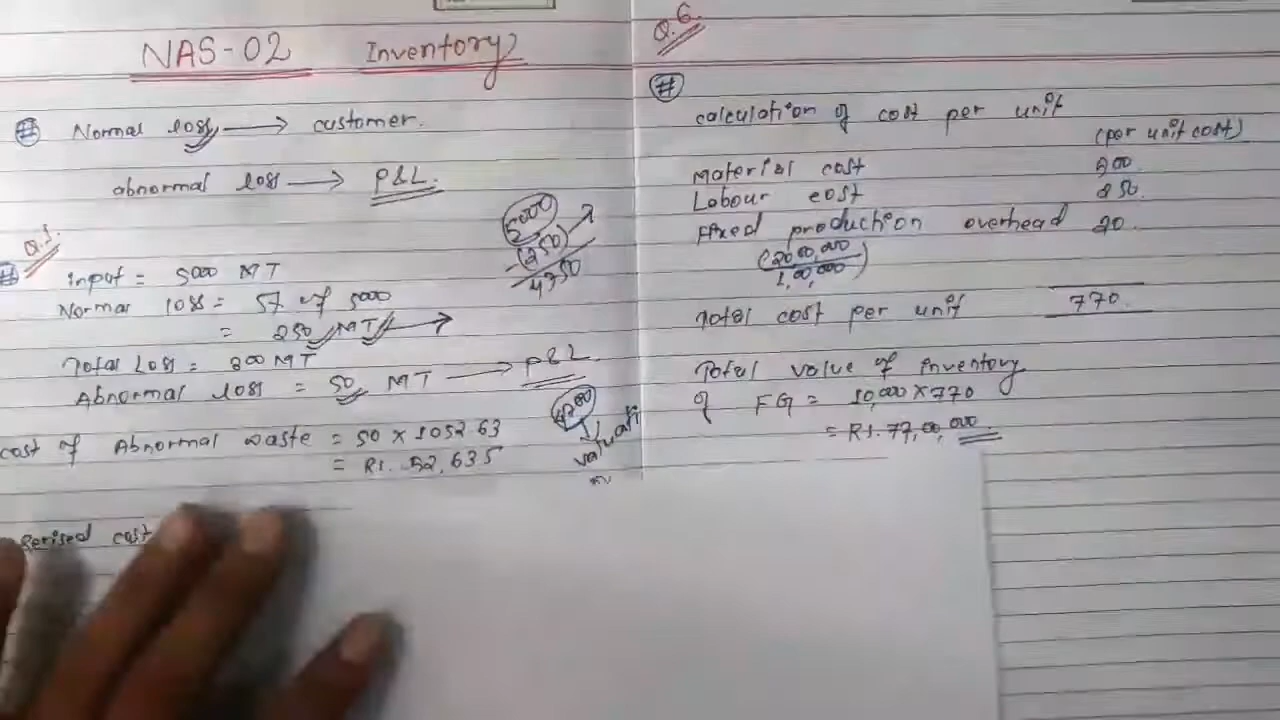 NAS-02 Inventory
# Normal loss → customer.
abnormal loss → P&L.
Q.5.
# input = 5000 MT
Normal loss = 5% of 5000
= 250 MT →
Total Loss = 300 MT
Abnormal loss = 50 MT → P&L
5000
(250)
4750
cost of Abnormal waste = 50 × 1052.63
= Rs. 52,635
4700
Revised cost
Q.6.
# calculation of cost per unit
(per unit cost)
Material cost 500
Labour cost 250
Fixed production overhead 20
(2000,000
1,00,000)
Total cost per unit 770
Total value of inventory
of FG = 10,000 × 770
= Rs. 77,00,000